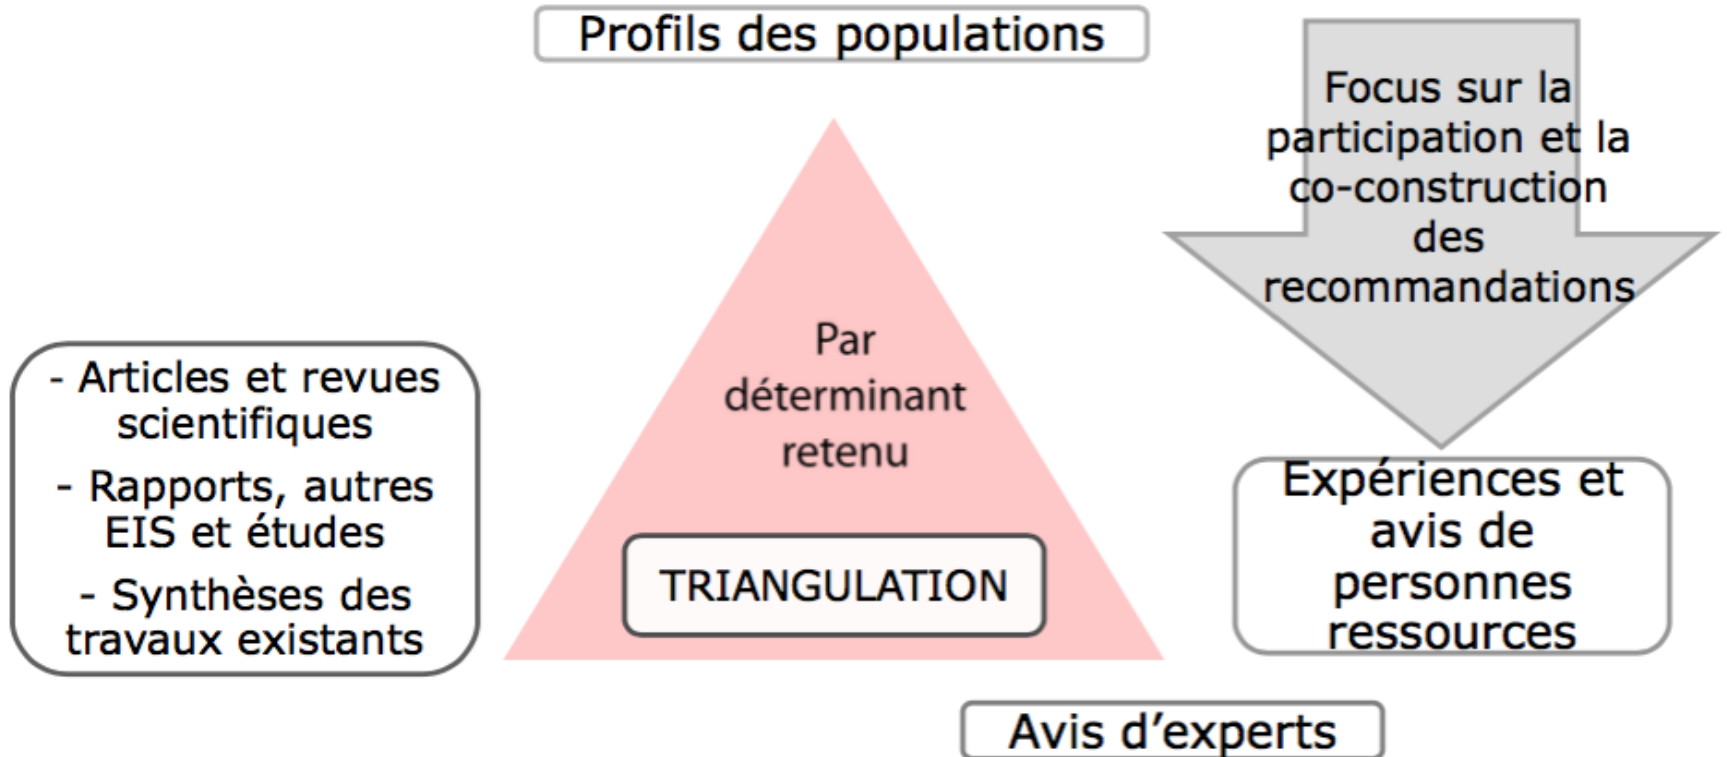 Profils des populations
Focus sur la
participation et la
co-construction
des
recommandations
Par
déterminant
retenu
TRIANGULATION
- Articles et revues
scientifiques
- Rapports, autres
EIS et études
- Synthèses des
travaux existants
Expériences et
avis de
personnes
ressources
Avis d’experts